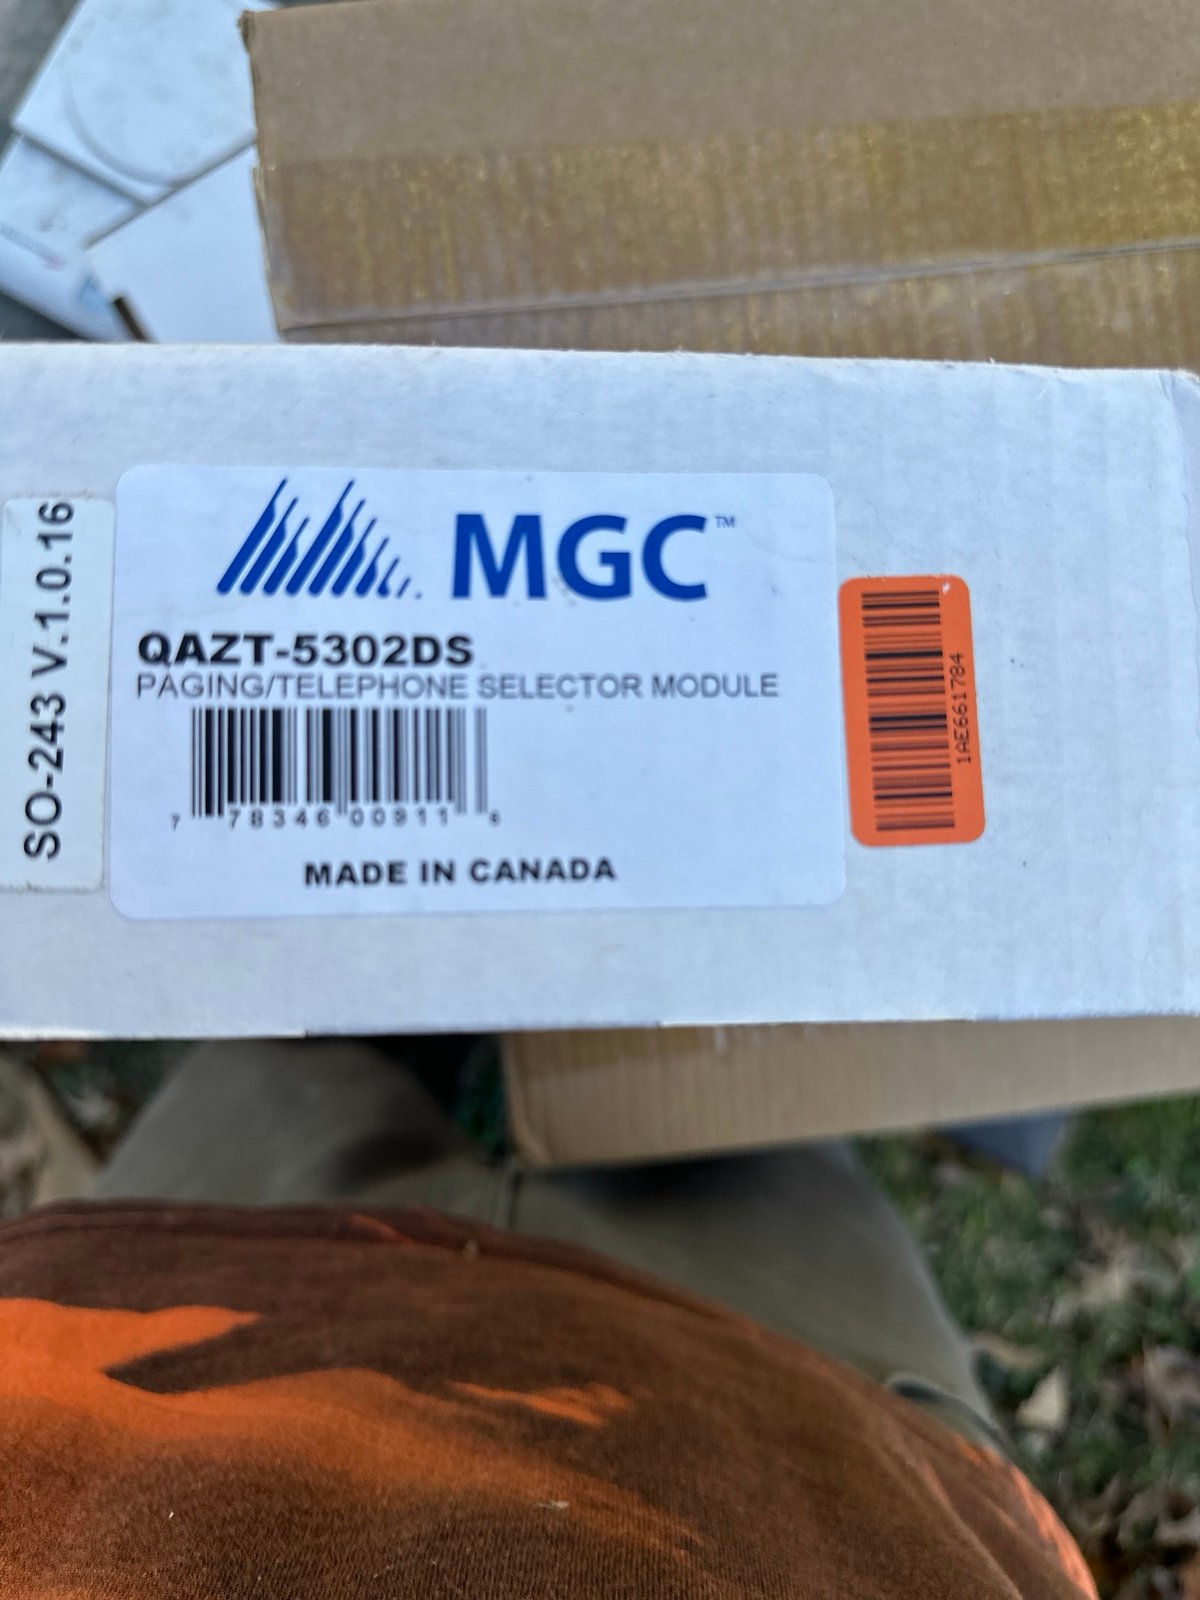 SO-243 V.1.0.16
MGC™
QAZT-5302DS
PAGING/TELEPHONE SELECTOR MODULE
7 78346 00911 6
MADE IN CANADA
1AE661784